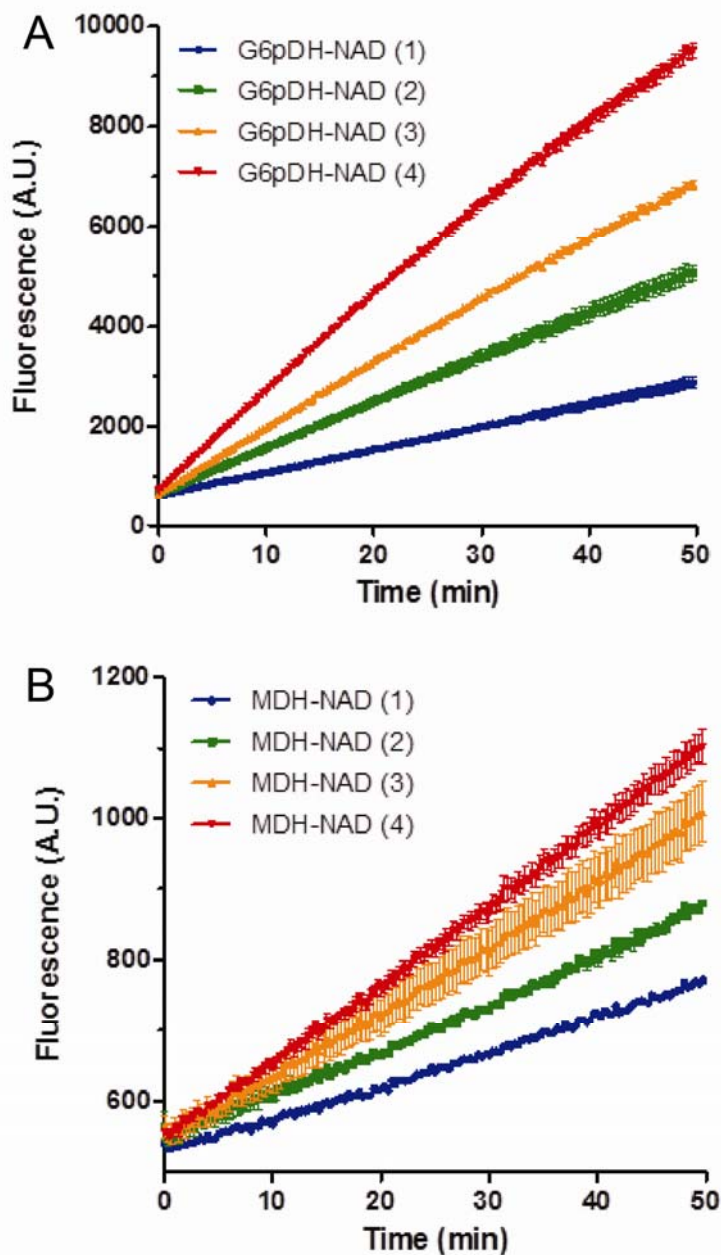 A
10000
8000
6000
4000
2000
0
Fluorescence (A.U.)
G6pDH-NAD (1)
G6pDH-NAD (2)
G6pDH-NAD (3)
G6pDH-NAD (4)
0 10 20 30 40 50
Time (min)
B
1200
1000
800
600
Fluorescence (A.U.)
MDH-NAD (1)
MDH-NAD (2)
MDH-NAD (3)
MDH-NAD (4)
0 10 20 30 40 50
Time (min)